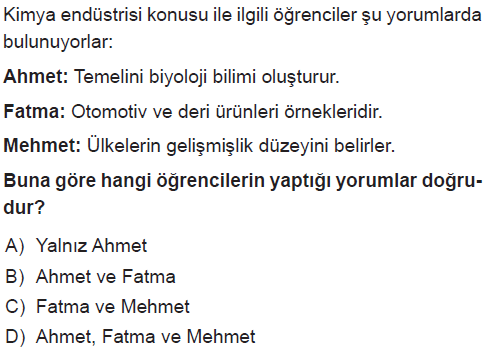 Kimya endüstrisi konusu ile ilgili öğrenciler şu yorumlarda
bulunuyorlar:
Ahmet: Temelini biyoloji bilimi oluşturur.
Fatma: Otomotiv ve deri ürünleri örnekleridir.
Mehmet: Ülkelerin gelişmişlik düzeyini belirler.
Buna göre hangi öğrencilerin yaptığı yorumlar doğru-
dur?
A) Yalnız Ahmet
B) Ahmet ve Fatma
C) Fatma ve Mehmet
D) Ahmet, Fatma ve Mehmet